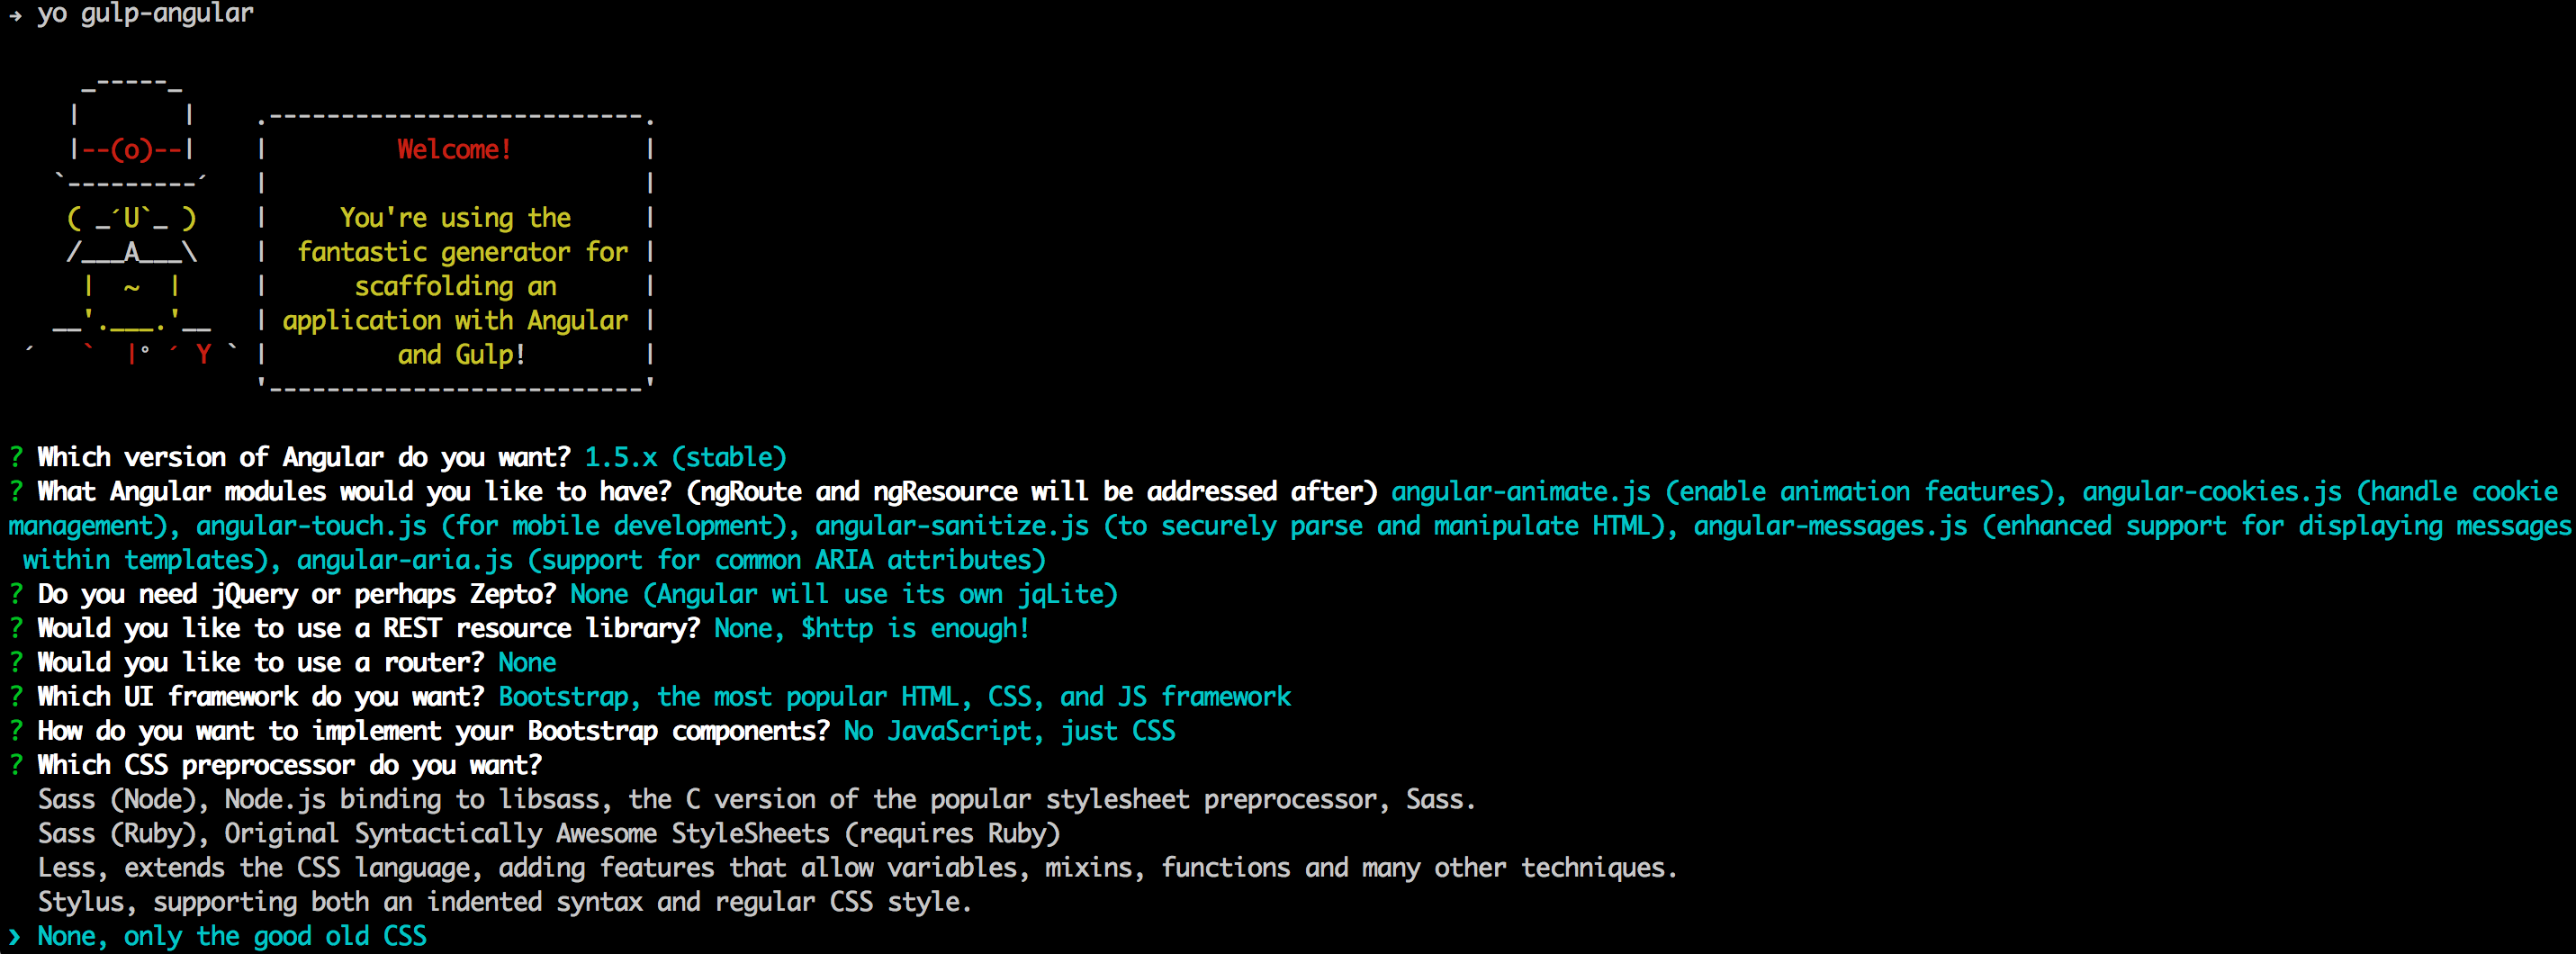 → yo gulp-angular
     _-----_
    |       |    .--------------------------.
    |--(o)--|    |         Welcome!         |
   `---------´   |                          |
    ( _´U`_ )    |     You're using the     |
    /___A___\    |  fantastic generator for |
     |  ~  |     |      scaffolding an      |
   __'.___.'__   | application with Angular |
 ´   `  |° ´ Y ` |         and Gulp!        |
                 '--------------------------'
? Which version of Angular do you want? 1.5.x (stable)
? What Angular modules would you like to have? (ngRoute and ngResource will be addressed after) angular-animate.js (enable animation features), angular-cookies.js (handle cookie
management), angular-touch.js (for mobile development), angular-sanitize.js (to securely parse and manipulate HTML), angular-messages.js (enhanced support for displaying messages
 within templates), angular-aria.js (support for common ARIA attributes)
? Do you need jQuery or perhaps Zepto? None (Angular will use its own jqLite)
? Would you like to use a REST resource library? None, $http is enough!
? Would you like to use a router? None
? Which UI framework do you want? Bootstrap, the most popular HTML, CSS, and JS framework
? How do you want to implement your Bootstrap components? No JavaScript, just CSS
? Which CSS preprocessor do you want?
  Sass (Node), Node.js binding to libsass, the C version of the popular stylesheet preprocessor, Sass.
  Sass (Ruby), Original Syntactically Awesome StyleSheets (requires Ruby)
  Less, extends the CSS language, adding features that allow variables, mixins, functions and many other techniques.
  Stylus, supporting both an indented syntax and regular CSS style.
❯ None, only the good old CSS